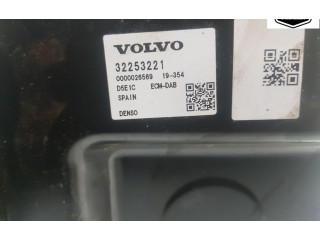 VOLVO
32253221
0000026569 19-354
D5E1C ECM-DAB
SPAIN
DENSO